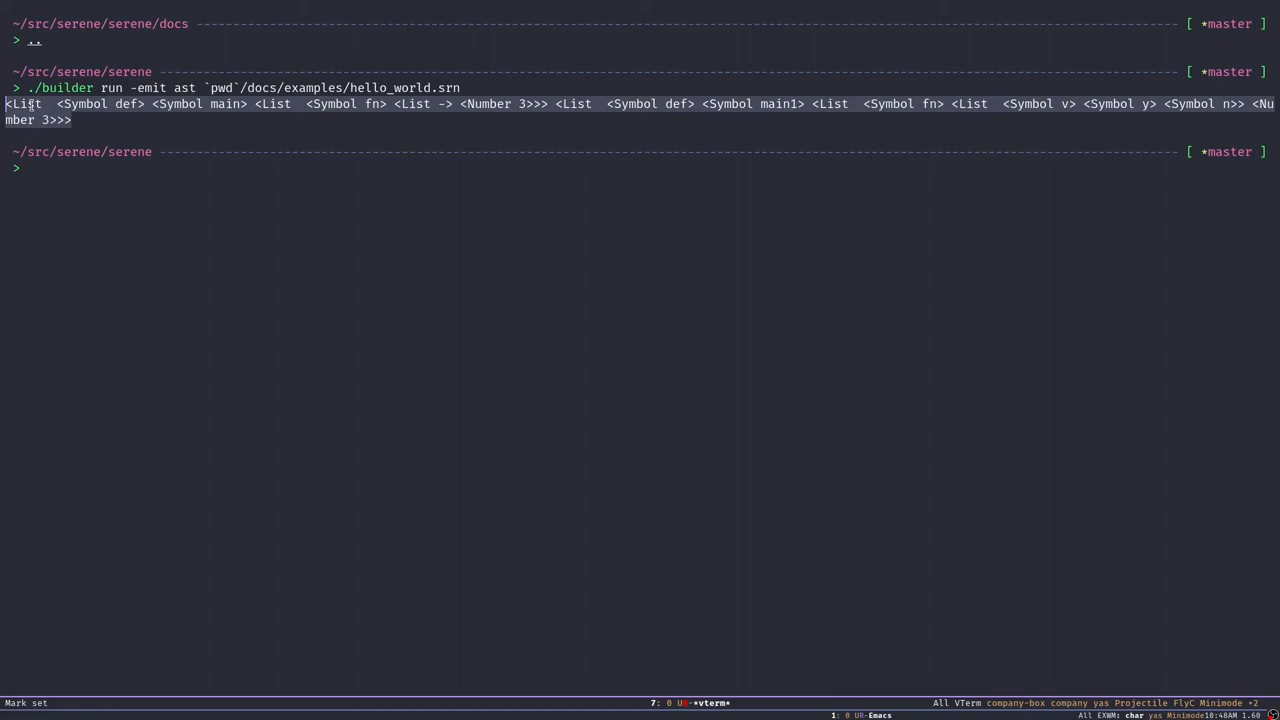 ~/src/serene/serene/docs [ *master ]
> ..
~/src/serene/serene [ *master ]
> ./builder run -emit ast `pwd`/docs/examples/hello_world.srn
<List  <Symbol def> <Symbol main> <List  <Symbol fn> <List -> <Number 3>>> <List  <Symbol def> <Symbol main1> <List  <Symbol fn> <List  <Symbol v> <Symbol y> <Symbol n>> <Nu
mber 3>>>
~/src/serene/serene [ *master ]
>
Mark set 7: 0 UR-*vterm* All VTerm company-box company yas Projectile FlyC Minimode +2
1: 0 UR-Emacs All EXWM: char yas Minimode10:48AM 1.60